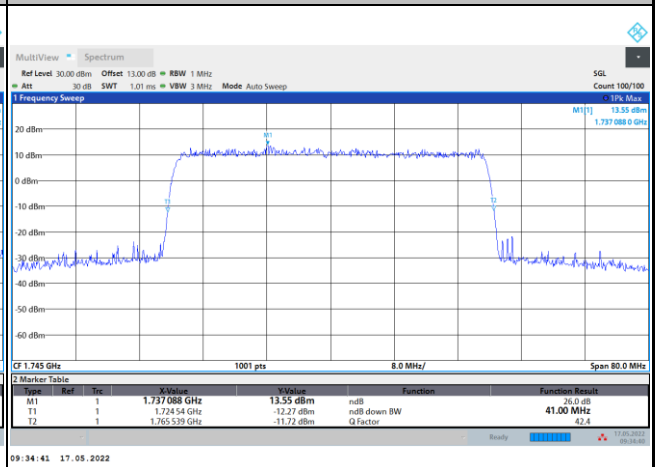 MultiView Spectrum
Ref Level 30.00 dBm Offset 13.00 dB RBW 1 MHz SGL
Att 30 dB SWT 1.01 ms VBW 3 MHz Mode Auto Sweep Count 100/100
1 Frequency Sweep 1Pk Max
M1[1] 13.55 dBm
1.737 088 0 GHz
M1
20 dBm
10 dBm
0 dBm
T1 T2
-10 dBm
-20 dBm
-30 dBm
-40 dBm
-50 dBm
-60 dBm
CF 1.745 GHz 1001 pts 8.0 MHz/ Span 80.0 MHz
2 Marker Table
Type Ref Trc X-Value Y-Value Function Function Result
M1 1 1.737 088 GHz 13.55 dBm ndB 26.0 dB
T1 1 1.724 54 GHz -12.27 dBm ndB down BW 41.00 MHz
T2 1 1.765 539 GHz -11.72 dBm Q Factor 42.4
Ready 17.05.2022
09:34:40
09:34:41 17.05.2022